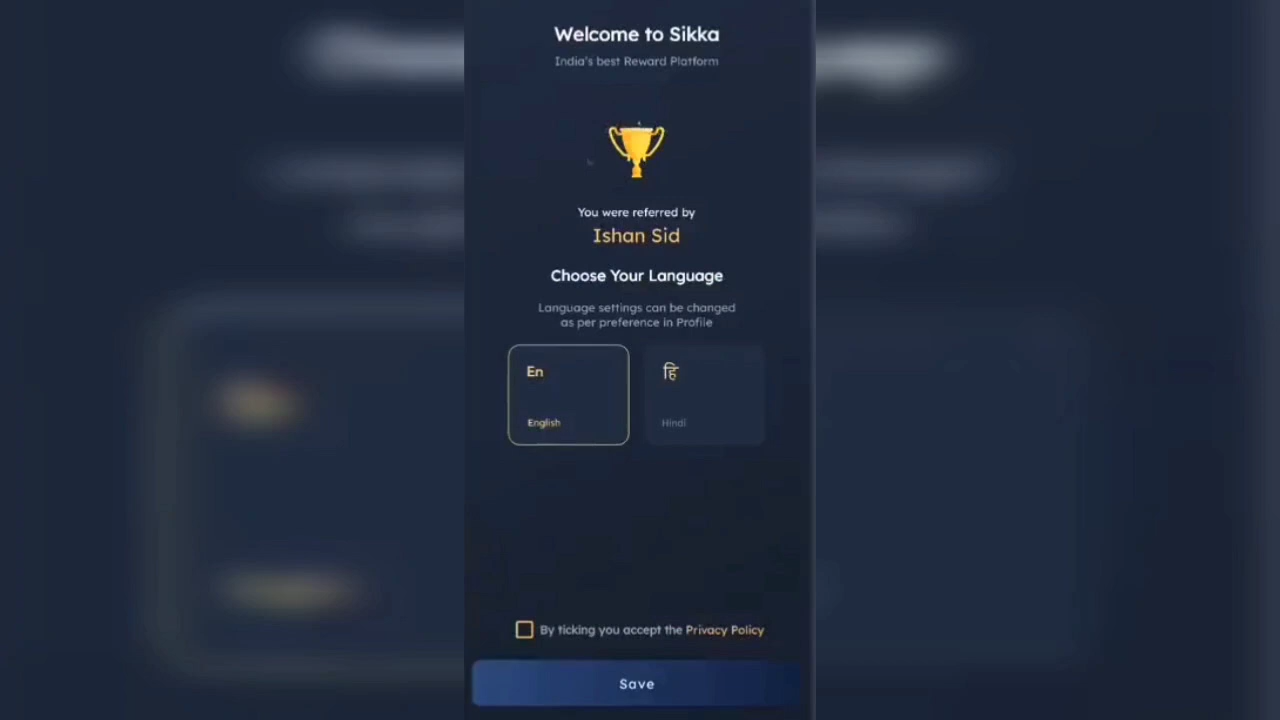 Welcome to Sikka
India's best Reward Platform
You were referred by
Ishan Sid
Choose Your Language
Language settings can be changed
as per preference in Profile
En
हि
English
Hindi
By ticking you accept the Privacy Policy
Save